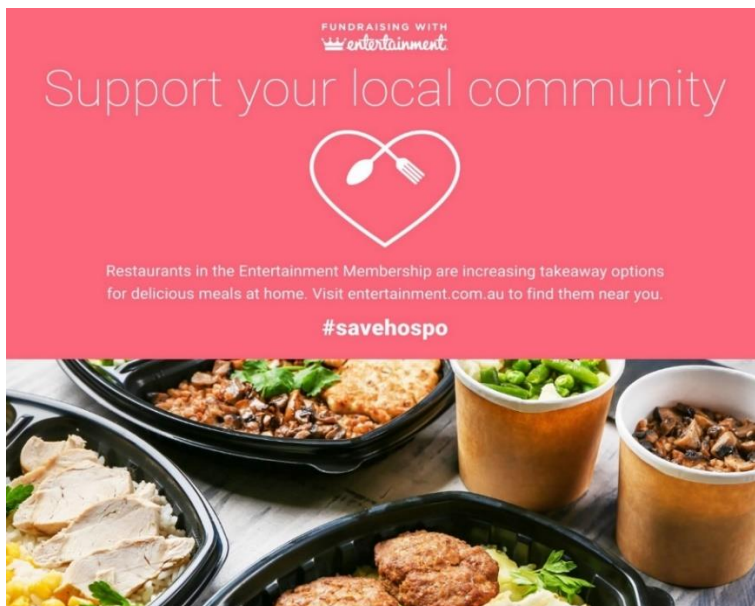 FUNDRAISING WITH
entertainment
Support your local community
Restaurants in the Entertainment Membership are increasing takeaway options
for delicious meals at home. Visit entertainment.com.au to find them near you.
#savehospo